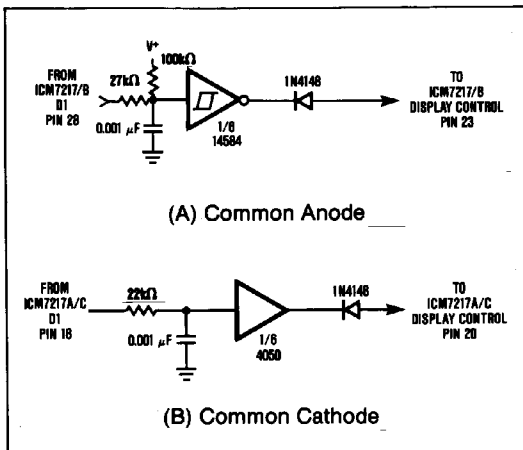 V+
100kΩ
FROM
ICM7217/B
D1
PIN 28
27kΩ
0.001 µF
1/6
14584
1N4148
TO
ICM7217/B
DISPLAY CONTROL
PIN 23
(A) Common Anode
FROM
ICM7217A/C
D1
PIN 18
22kΩ
0.001 µF
1/6
4050
1N4148
TO
ICM7217A/C
DISPLAY CONTROL
PIN 20
(B) Common Cathode